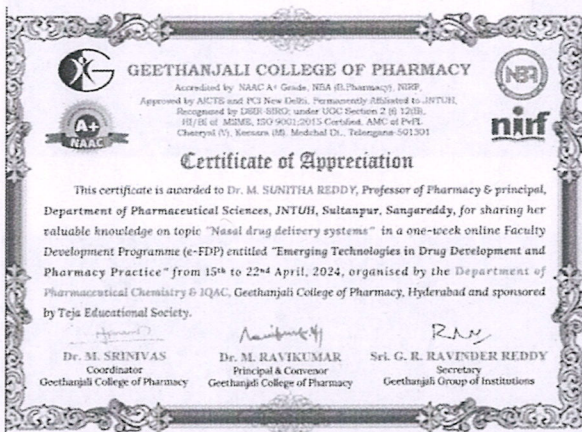 GEETHANJALI COLLEGE OF PHARMACY
Accredited by NAAC A+ Grade, NBA (B.Pharmacy), NIRF,
Approved by AICTE and PCI New Delhi, Permanently Affiliated to JNTUH,
Recognized by DSIR-SIRO; under UGC Section 2 (f) 12(B),
of MSME, ISO 9001:2015 Certified, AMC of PvPI.
Cheeryal (V), Keesara (M), Medchal Dt., Telangana-501301
A+
NAAC
NBA
nirf
Certificate of Appreciation
This certificate is awarded to Dr. M. SUNITHA REDDY, Professor of Pharmacy & principal,
Department of Pharmaceutical Sciences, JNTUH, Sultanpur, Sangareddy, for sharing her
valuable knowledge on topic "Nasal drug delivery systems" in a one-week online Faculty
Development Programme (e-FDP) entitled "Emerging Technologies in Drug Development and
Pharmacy Practice" from 15th to 22nd April, 2024, organised by the Department of
Pharmaceutical Chemistry & IQAC, Geethanjali College of Pharmacy, Hyderabad and sponsored
by Teja Educational Society.
Dr. M. SRINIVAS
Coordinator
Geethanjali College of Pharmacy
Dr. M. RAVIKUMAR
Principal & Convenor
Geethanjali College of Pharmacy
Sri. G. R. RAVINDER REDDY
Secretary
Geethanjali Group of Institutions